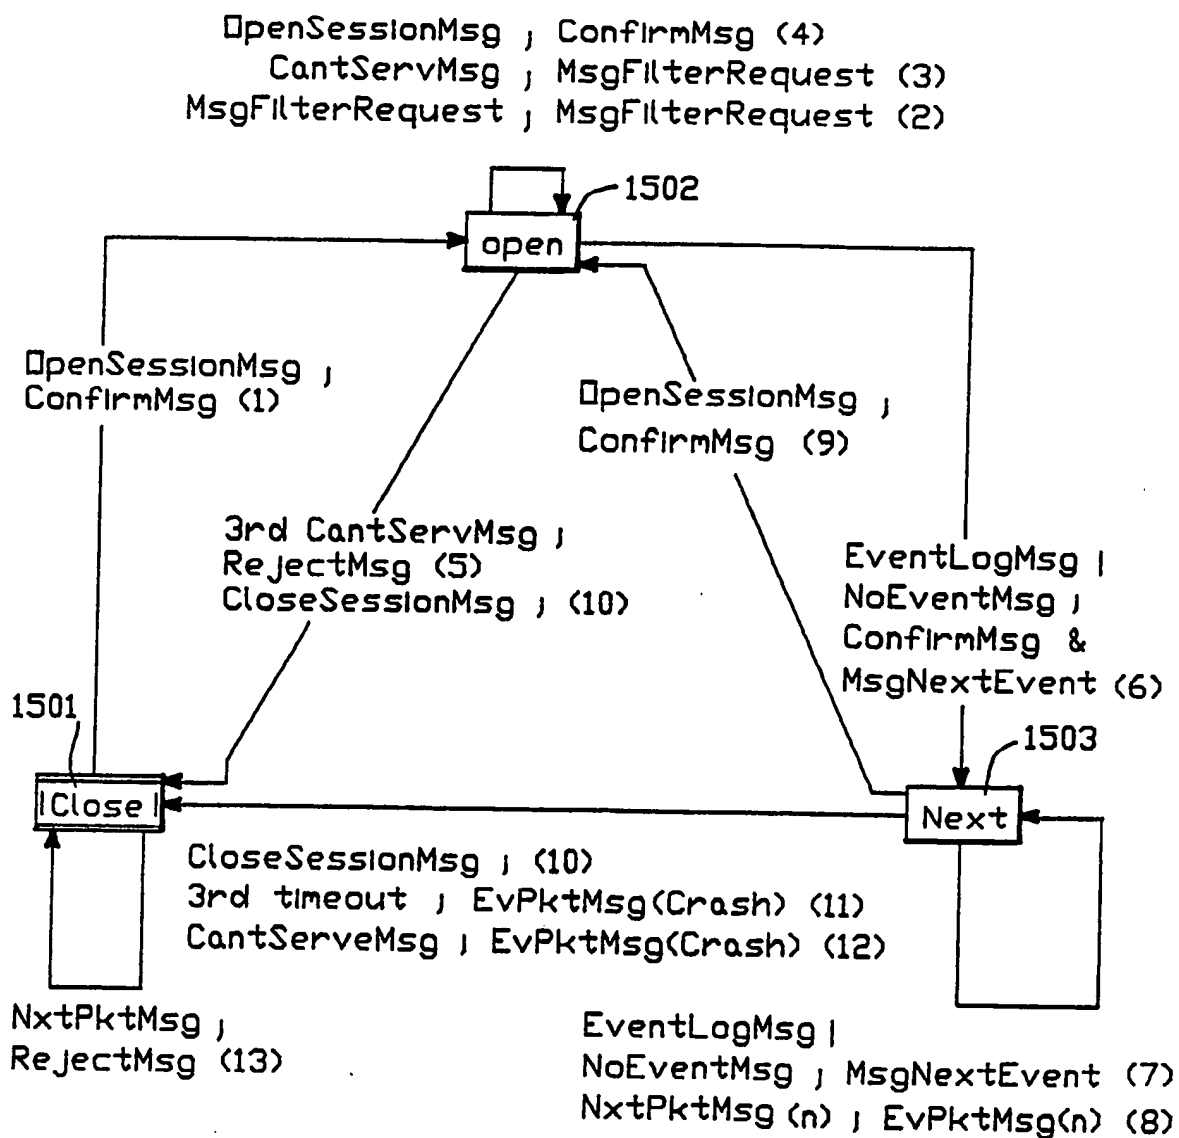 OpenSessionMsg ; ConfirmMsg (4)
CantServMsg ; MsgFilterRequest (3)
MsgFilterRequest ; MsgFilterRequest (2)
1502
open
OpenSessionMsg ;
ConfirmMsg (1)
OpenSessionMsg ;
ConfirmMsg (9)
3rd CantServMsg ;
RejectMsg (5)
CloseSessionMsg ; (10)
EventLogMsg |
NoEventMsg ;
ConfirmMsg &
MsgNextEvent (6)
1501
1503
|Close|
Next
CloseSessionMsg ; (10)
3rd timeout ; EvPktMsg(Crash) (11)
CantServeMsg ; EvPktMsg(Crash) (12)
NxtPktMsg ;
RejectMsg (13)
EventLogMsg |
NoEventMsg ; MsgNextEvent (7)
NxtPktMsg(n) ; EvPktMsg(n) (8)